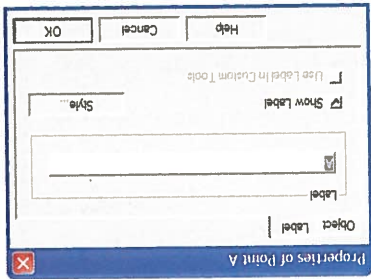 Properties of Point A
Object Label
Label
A
Show Label Style...
Use Label In Custom Tools
Help Cancel OK